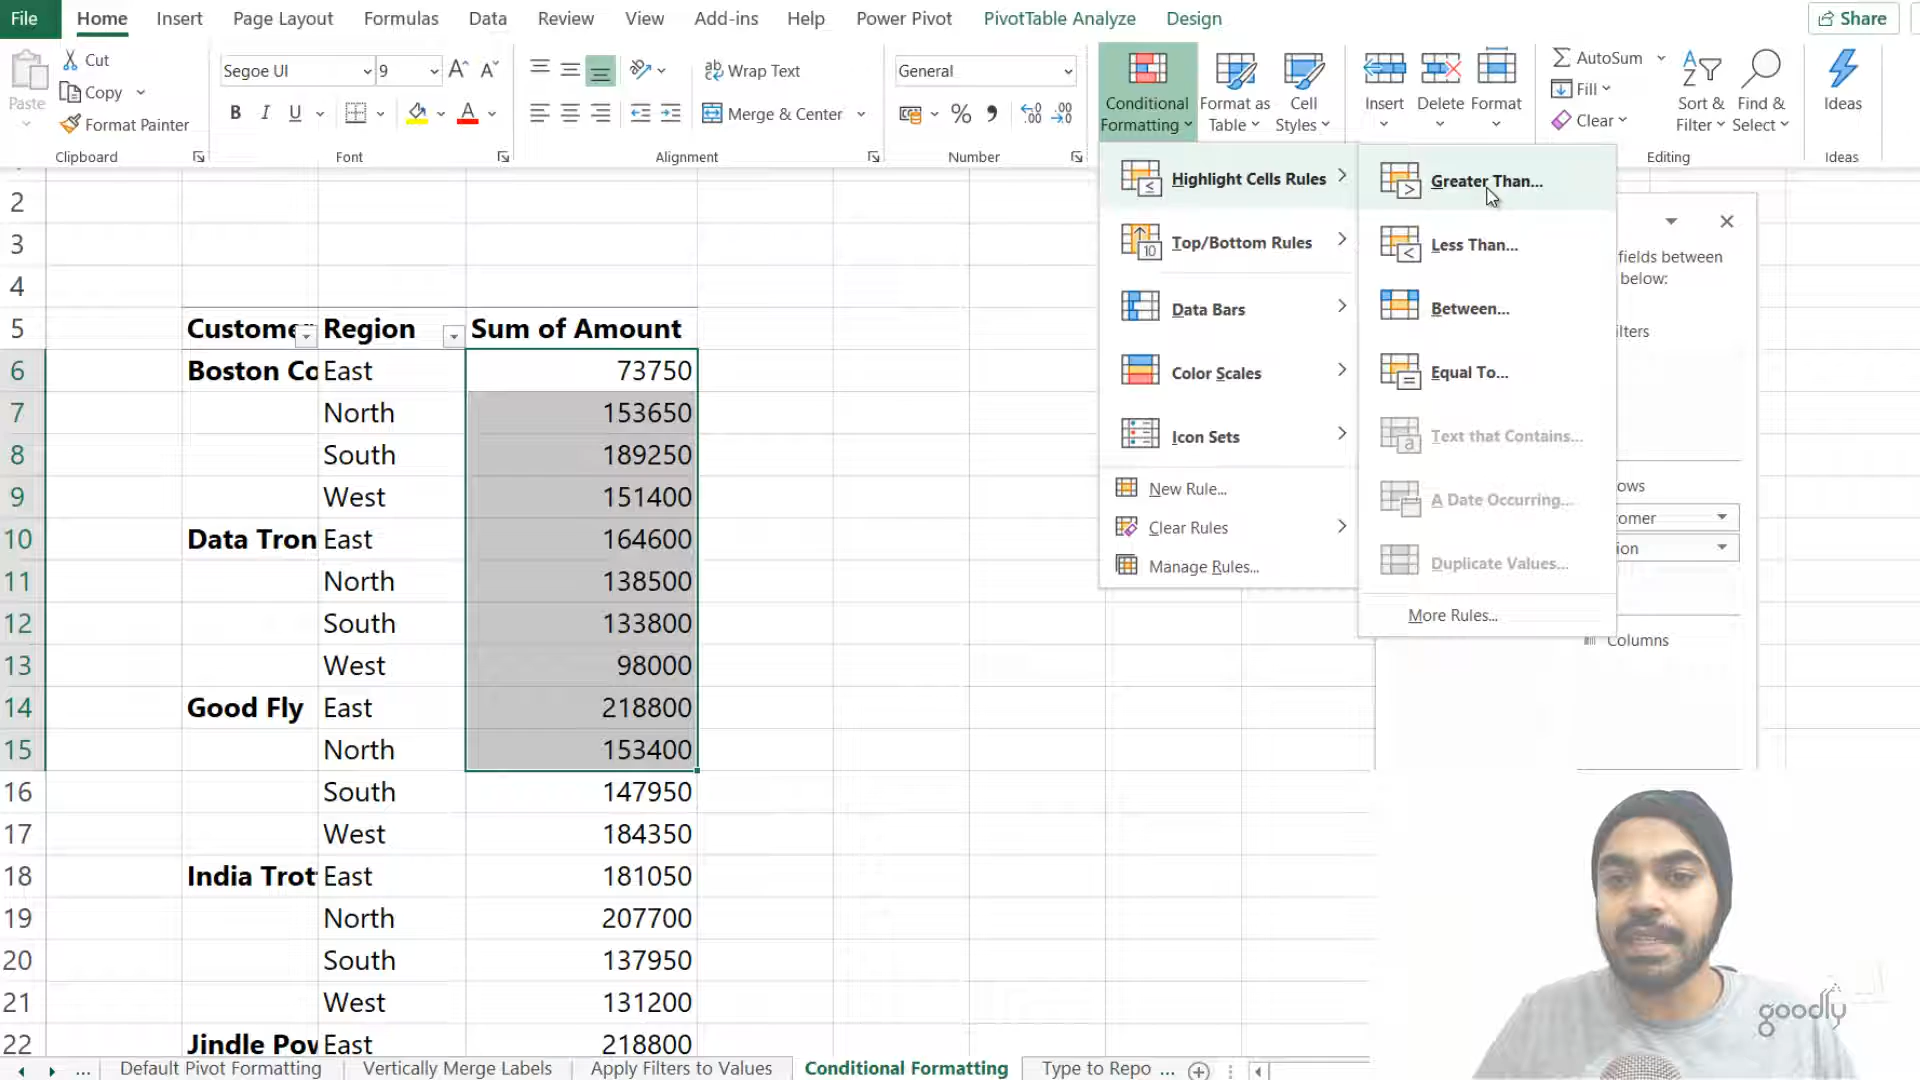 File Home Insert Page Layout Formulas Data Review View Add-ins Help Power Pivot PivotTable Analyze Design Share
Paste Cut Copy Format Painter Clipboard
Segoe UI 9 B I U A Font
Wrap Text Merge & Center Alignment
General % Number
Conditional Formatting Format as Table Cell Styles
Insert Delete Format
AutoSum Fill Clear Sort & Filter Find & Select Editing
Ideas Ideas
Highlight Cells Rules
Top/Bottom Rules
Data Bars
Color Scales
Icon Sets
New Rule...
Clear Rules
Manage Rules...
Greater Than...
Less Than...
Between...
Equal To...
Text that Contains...
A Date Occurring...
Duplicate Values...
More Rules...
fields between
below:
ilters
ows
tomer
ion
Columns
2
3
4
5 Customer Region Sum of Amount
6 Boston Co East 73750
7 North 153650
8 South 189250
9 West 151400
10 Data Tron East 164600
11 North 138500
12 South 133800
13 West 98000
14 Good Fly East 218800
15 North 153400
16 South 147950
17 West 184350
18 India Trot East 181050
19 North 207700
20 South 137950
21 West 131200
22 Jindle Pow East 218800
goodly
... Default Pivot Formatting Vertically Merge Labels Apply Filters to Values Conditional Formatting Type to Repo ...